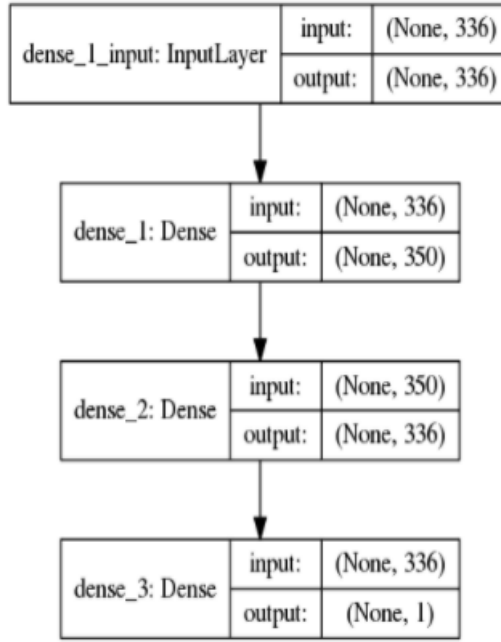 dense_1_input: InputLayer
input: (None, 336)
output: (None, 336)
dense_1: Dense
input: (None, 336)
output: (None, 350)
dense_2: Dense
input: (None, 350)
output: (None, 336)
dense_3: Dense
input: (None, 336)
output: (None, 1)